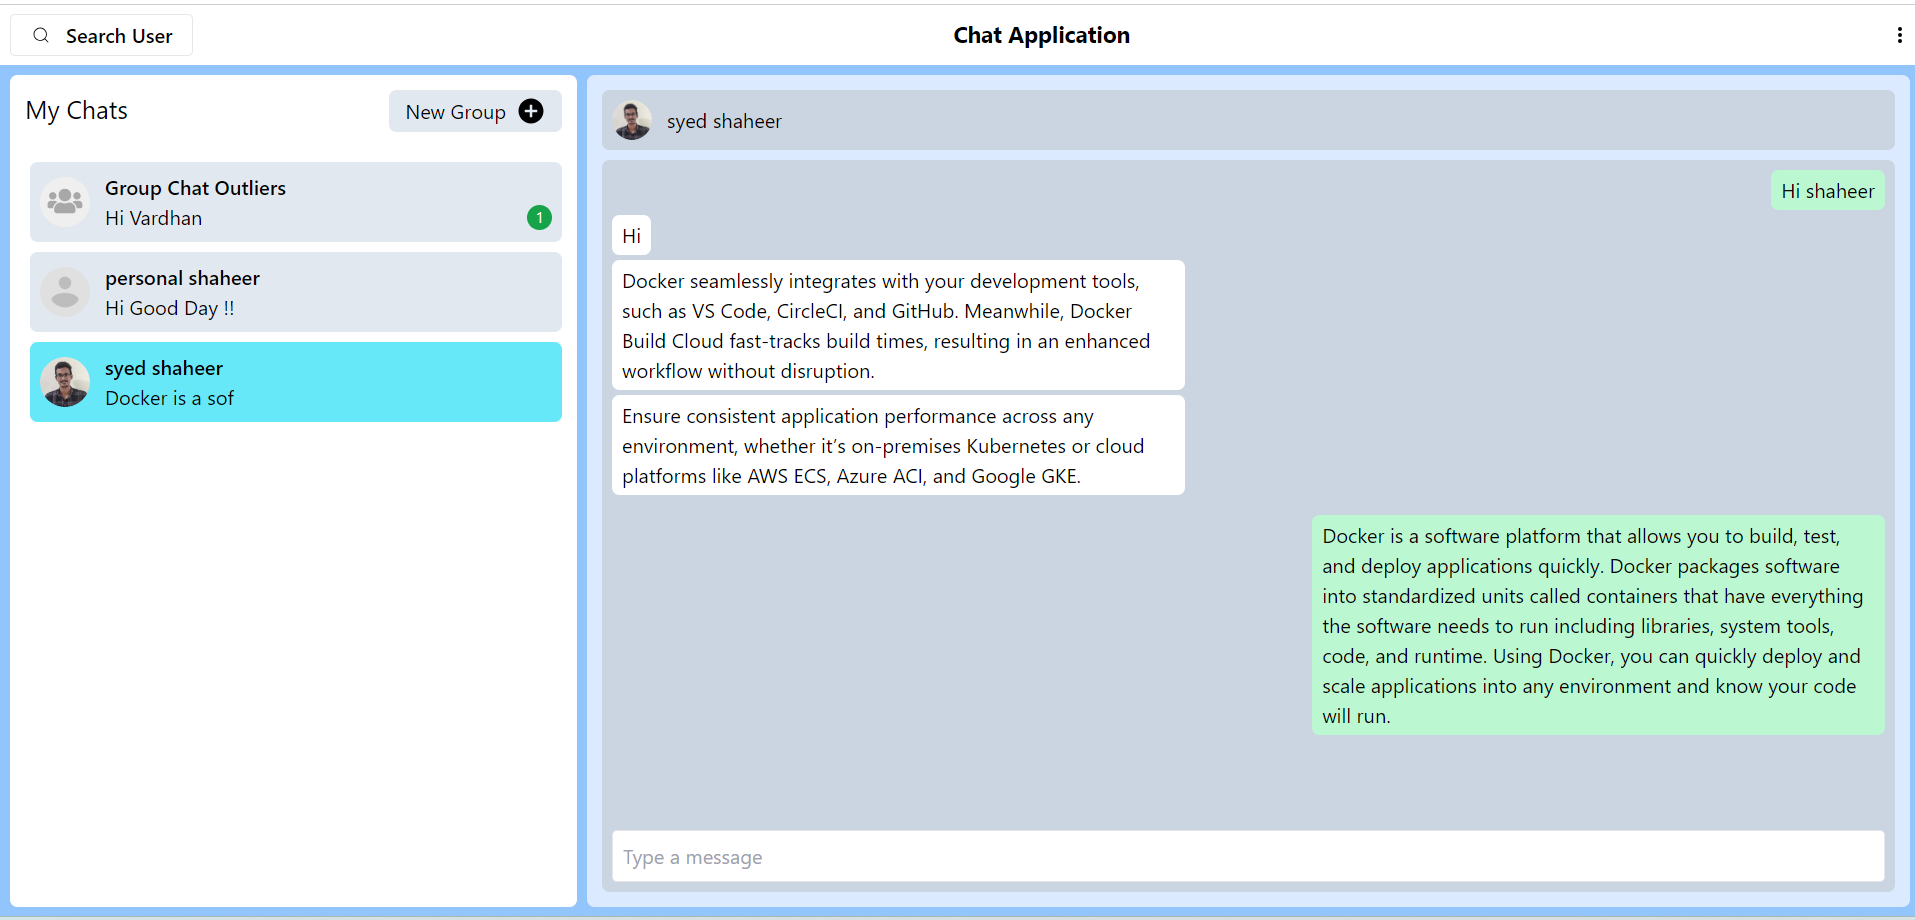 Search User
Chat Application
My Chats
New Group
Group Chat Outliers
Hi Vardhan
1
personal shaheer
Hi Good Day !!
syed shaheer
Docker is a sof
syed shaheer
Hi shaheer
Hi
Docker seamlessly integrates with your development tools,
such as VS Code, CircleCI, and GitHub. Meanwhile, Docker
Build Cloud fast-tracks build times, resulting in an enhanced
workflow without disruption.
Ensure consistent application performance across any
environment, whether it’s on-premises Kubernetes or cloud
platforms like AWS ECS, Azure ACI, and Google GKE.
Docker is a software platform that allows you to build, test,
and deploy applications quickly. Docker packages software
into standardized units called containers that have everything
the software needs to run including libraries, system tools,
code, and runtime. Using Docker, you can quickly deploy and
scale applications into any environment and know your code
will run.
Type a message